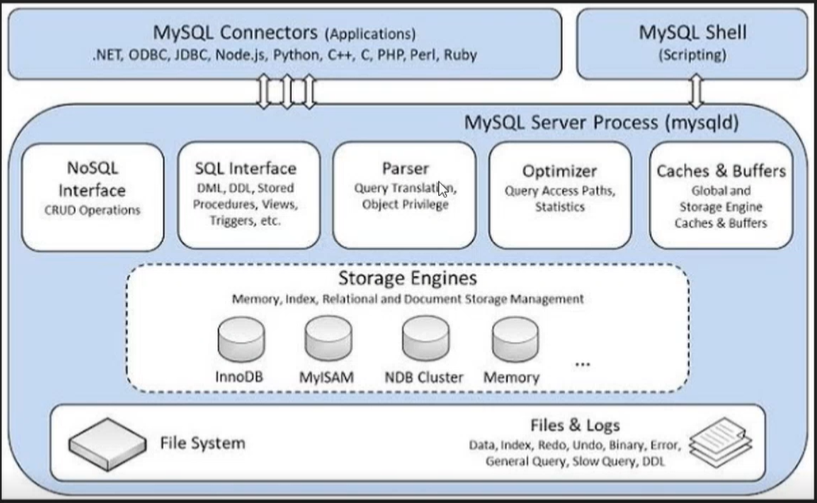 MySQL Connectors (Applications)
.NET, ODBC, JDBC, Node.js, Python, C++, C, PHP, Perl, Ruby
MySQL Shell
(Scripting)
MySQL Server Process (mysqld)
NoSQL
Interface
CRUD Operations
SQL Interface
DML, DDL, Stored
Procedures, Views,
Triggers, etc.
Parser
Query Translation,
Object Privilege
Optimizer
Query Access Paths,
Statistics
Caches & Buffers
Global and
Storage Engine
Caches & Buffers
Storage Engines
Memory, Index, Relational and Document Storage Management
InnoDB
MyISAM
NDB Cluster
Memory
...
File System
Files & Logs
Data, Index, Redo, Undo, Binary, Error,
General Query, Slow Query, DDL